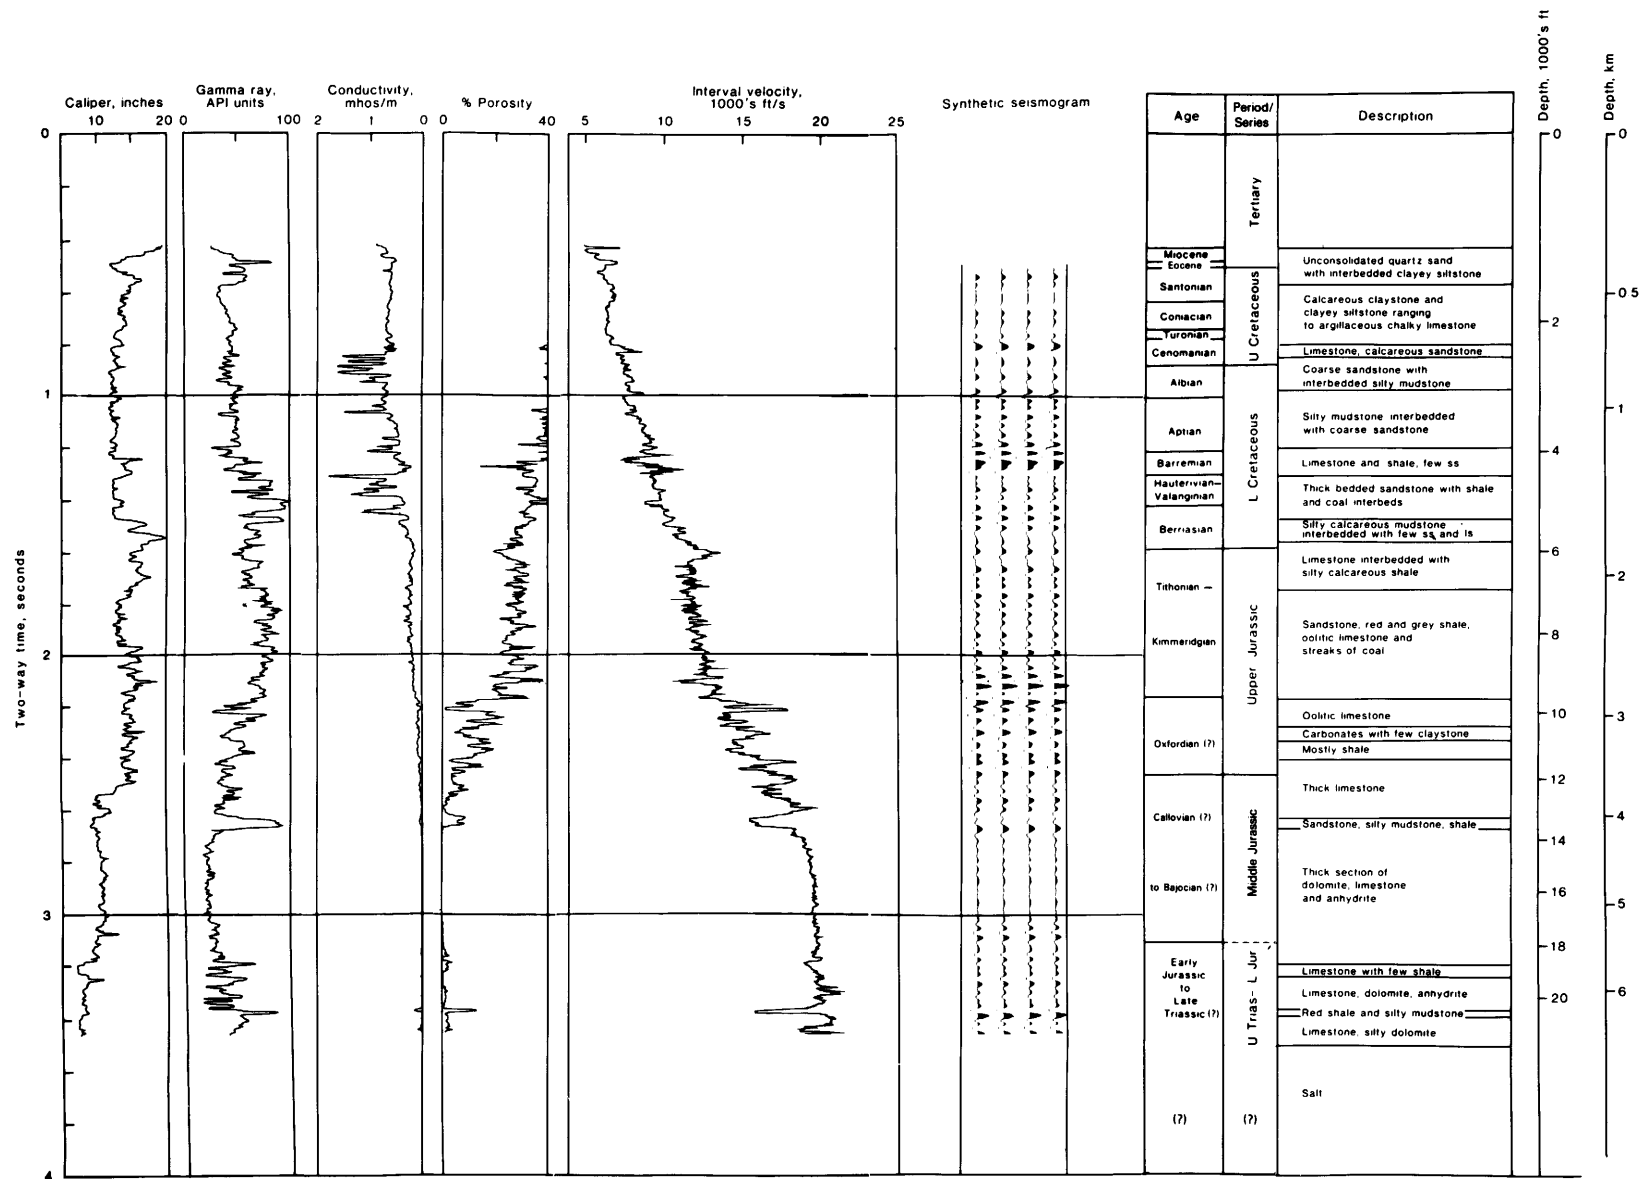 Caliper, inches
10 20
Gamma ray,
API units
0 100
Conductivity,
mhos/m
2 1 0
% Porosity
0 40
Interval velocity,
1000's ft/s
5 10 15 20 25
Synthetic seismogram
Two-way time, seconds
0
1
2
3
4
Age
Miocene
Eocene
Santonian
Coniacian
Turonian
Cenomanian
Albian
Aptian
Barremian
Hauterivian—
Valanginian
Berriasian
Tithonian —
Kimmeridgian
Oxfordian (?)
Callovian (?)
to Bajocian (?)
Early
Jurassic
to
Late
Triassic (?)
(?)
Period/
Series
Tertiary
U Cretaceous
L Cretaceous
Upper Jurassic
Middle Jurassic
U Trias- L Jur
(?)
Description
Unconsolidated quartz sand
with interbedded clayey siltstone
Calcareous claystone and
clayey siltstone ranging
to argillaceous chalky limestone
Limestone, calcareous sandstone
Coarse sandstone with
interbedded silty mudstone
Silty mudstone interbedded
with coarse sandstone
Limestone and shale, few ss
Thick bedded sandstone with shale
and coal interbeds
Silty calcareous mudstone
interbedded with few ss and ls
Limestone interbedded with
silty calcareous shale
Sandstone, red and grey shale,
oolitic limestone and
streaks of coal
Oolitic limestone
Carbonates with few claystone
Mostly shale
Thick limestone
Sandstone, silty mudstone, shale
Thick section of
dolomite, limestone
and anhydrite
Limestone with few shale
Limestone, dolomite, anhydrite
Red shale and silty mudstone
Limestone, silty dolomite
Salt
Depth, 1000's ft
0
2
4
6
8
10
12
14
16
18
20
Depth, km
0
0 5
1
2
3
4
5
6